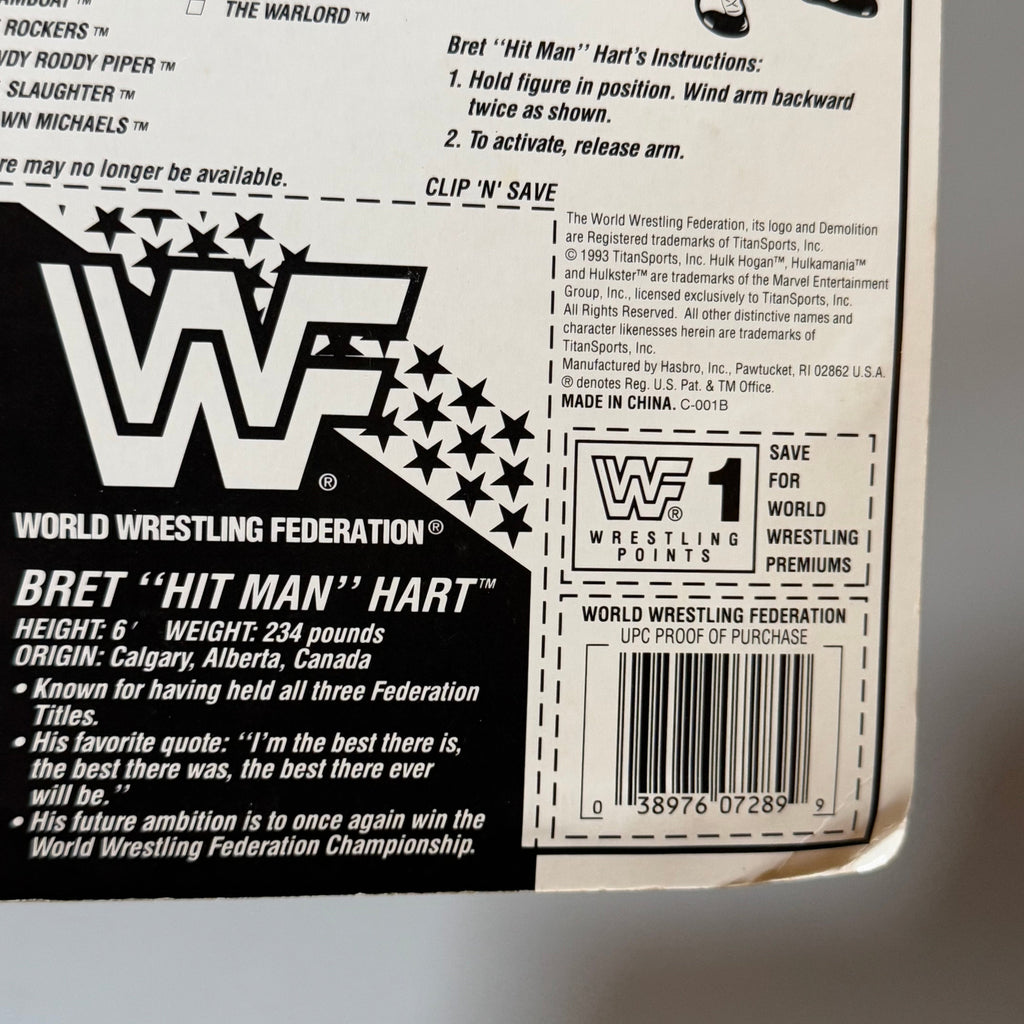 THE WARLORD™
ROCKERS™
RODDY PIPER™
SLAUGHTER™
MICHAELS™
may no longer be available.
Bret “Hit Man” Hart's Instructions:
1. Hold figure in position. Wind arm backward
twice as shown.
2. To activate, release arm.
CLIP 'N' SAVE
The World Wrestling Federation, its logo and Demolition
are Registered trademarks of TitanSports, Inc.
© 1993 TitanSports, Inc. Hulk Hogan™, Hulkamania™
and Hulkster™ are trademarks of the Marvel Entertainment
Group, Inc., licensed exclusively to TitanSports, Inc.
All Rights Reserved. All other distinctive names and
character likenesses herein are trademarks of
TitanSports, Inc.
Manufactured by Hasbro, Inc., Pawtucket, RI 02862 U.S.A.
® denotes Reg. U.S. Pat. & TM Office.
MADE IN CHINA. C-001B
WF®
WORLD WRESTLING FEDERATION®
BRET “HIT MAN” HART™
HEIGHT: 6′ WEIGHT: 234 pounds
ORIGIN: Calgary, Alberta, Canada
• Known for having held all three Federation
Titles.
• His favorite quote: “I'm the best there is,
the best there was, the best there ever
will be.”
• His future ambition is to once again win the
World Wrestling Federation Championship.
WF® 1
WRESTLING
POINTS
SAVE
FOR
WORLD
WRESTLING
PREMIUMS
WORLD WRESTLING FEDERATION
UPC PROOF OF PURCHASE
0 38976 07289 9